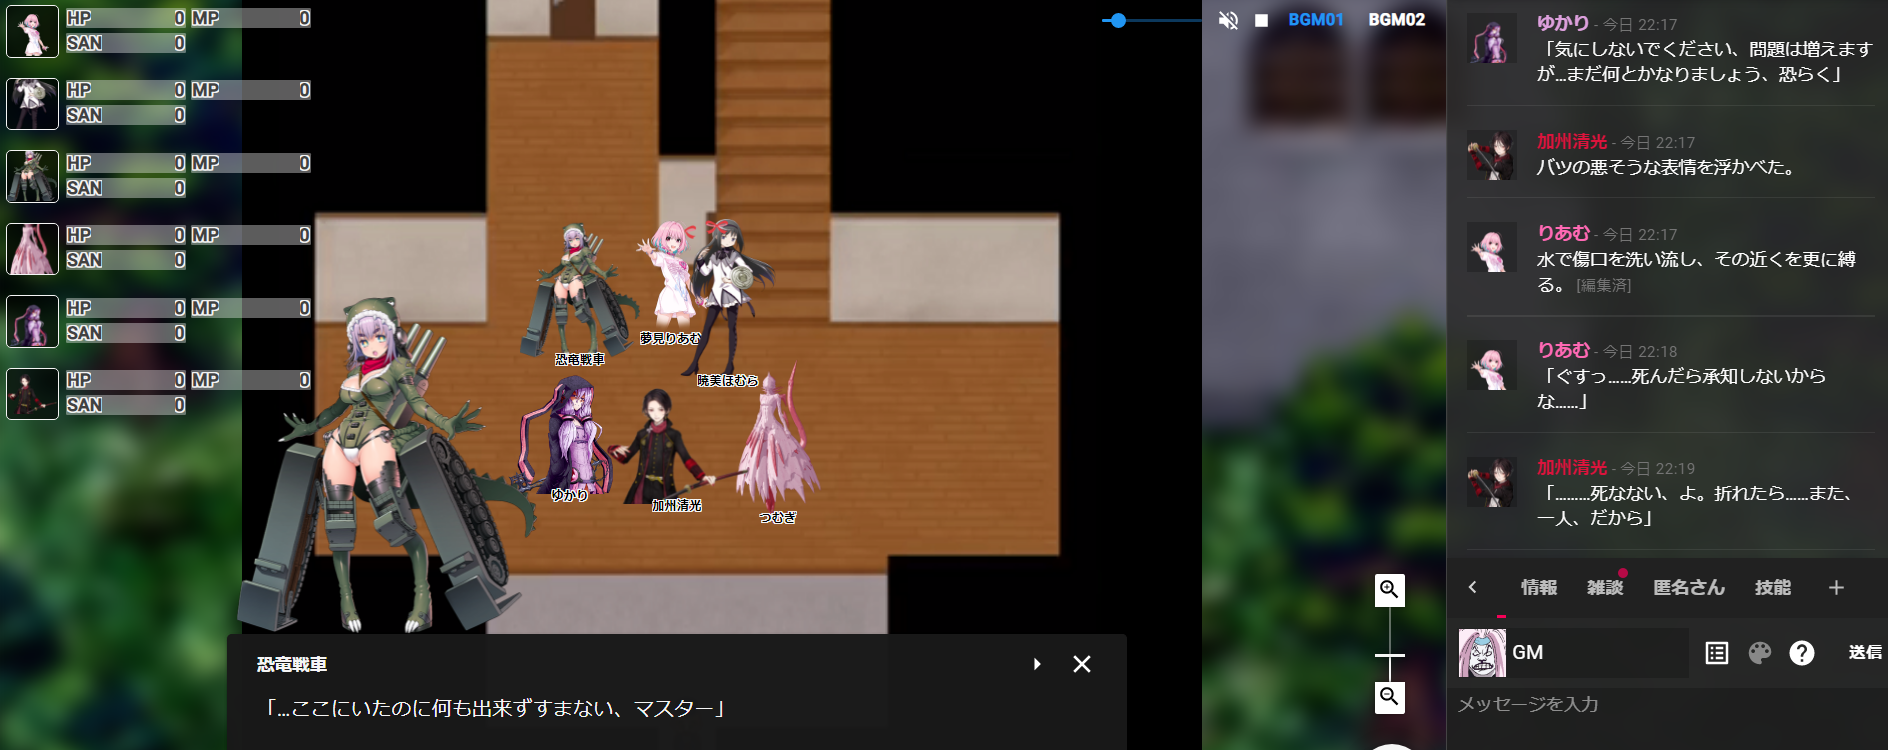 HP 0 MP 0
SAN 0
HP 0 MP 0
SAN 0
HP 0 MP 0
SAN 0
HP 0 MP 0
SAN 0
HP 0 MP 0
SAN 0
HP 0 MP 0
SAN 0
BGM01 BGM02
恐竜戦車
夢見りあむ
暁美ほむら
ゆかり
加州清光
つむぎ
恐竜戦車
「…ここにいたのに何も出来ずすまない、マスター」
ゆかり - 今日 22:17
「気にしないでください、問題は増えます
が…まだ何とかなりましょう、恐らく」
加州清光 - 今日 22:17
バツの悪そうな表情を浮かべた。
りあむ - 今日 22:17
水で傷口を洗い流し、その近くを更に縛
る。 [編集済]
りあむ - 今日 22:18
「ぐすっ……死んだら承知しないから
な……」
加州清光 - 今日 22:19
「………死なない、よ。折れたら……また、
一人、だから」
情報 雑談 匿名さん 技能
GM
送信
メッセージを入力